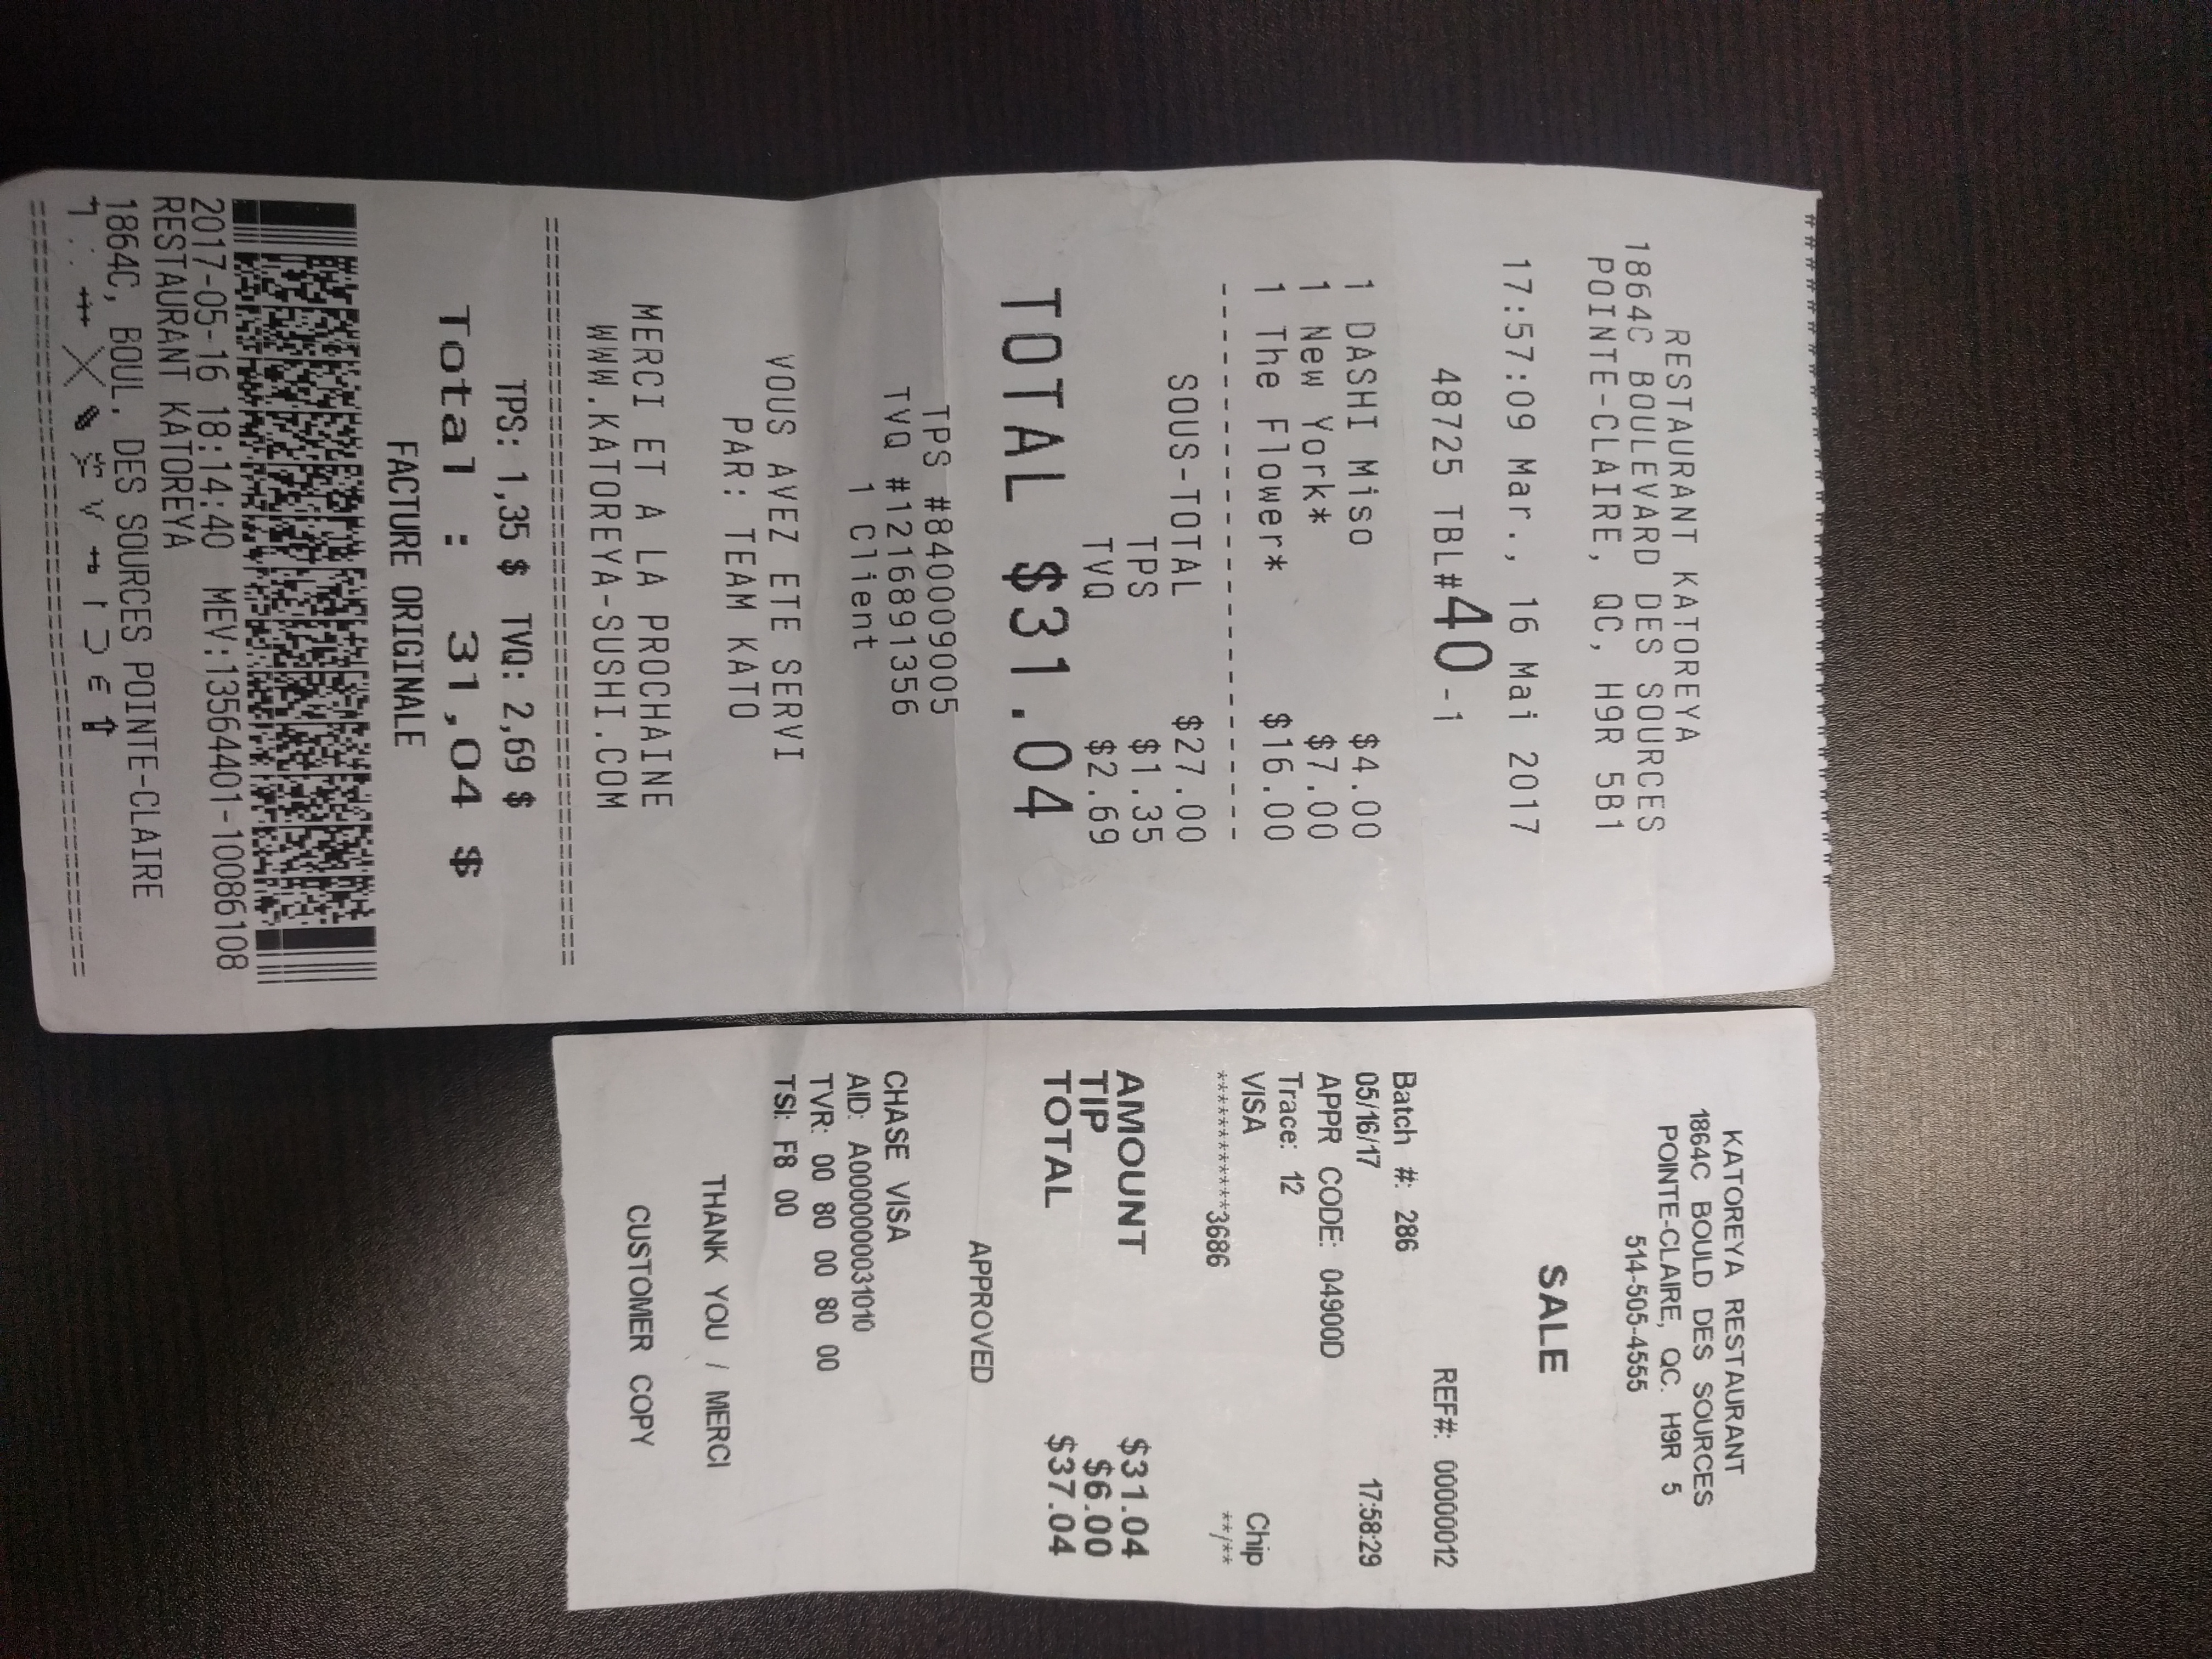 RESTAURANT KATOREYA
1864C BOULEVARD DES SOURCES
POINTE-CLAIRE, QC, H9R 5B1
17:57:09 Mar., 16 Mai 2017
48725 TBL#40-1
1 DASHI Miso $4.00
1 New York* $7.00
1 The Flower* $16.00
SOUS-TOTAL $27.00
TPS $1.35
TVQ $2.69
TOTAL $31.04
TPS #840009005
TVQ #1216891356
1 Client
VOUS AVEZ ETE SERVI
PAR: TEAM KATO
MERCI ET A LA PROCHAINE
WWW.KATOREYA-SUSHI.COM
TPS: 1,35 $ TVQ: 2,69 $
Total : 31,04 $
FACTURE ORIGINALE
2017-05-16 18:14:40 MEV:13564401-10086108
RESTAURANT KATOREYA
1864C, BOUL. DES SOURCES POINTE-CLAIRE
KATOREYA RESTAURANT
1864C BOULD DES SOURCES
POINTE-CLAIRE, QC. H9R 5
514-505-4555
SALE
REF#: 00000012
Batch #: 286
05/16/17 17:58:29
APPR CODE: 04900D
Trace: 12
VISA Chip
************3686 **/**
AMOUNT $31.04
TIP $6.00
TOTAL $37.04
APPROVED
CHASE VISA
AID: A0000000031010
TVR: 00 80 00 80 00
TSI: F8 00
THANK YOU / MERCI
CUSTOMER COPY